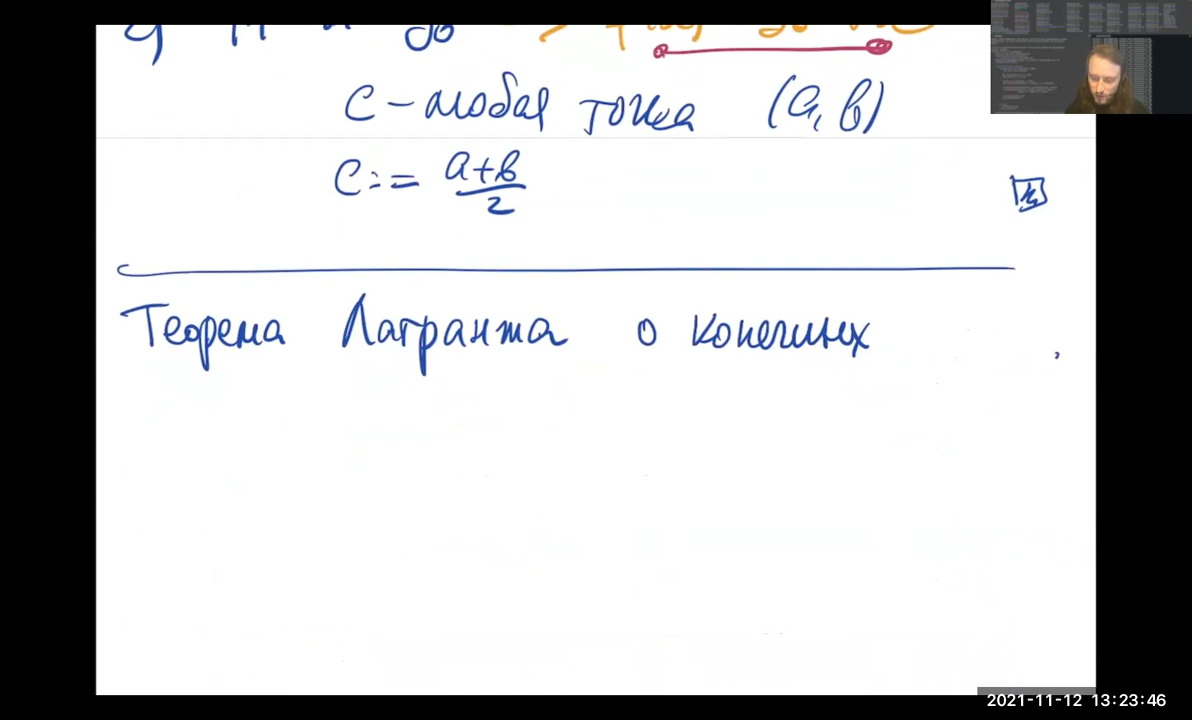 c – любая точка (a, b)
c := a+b/2
Теорема Лагранжа о конечных
2021-11-12 13:23:46